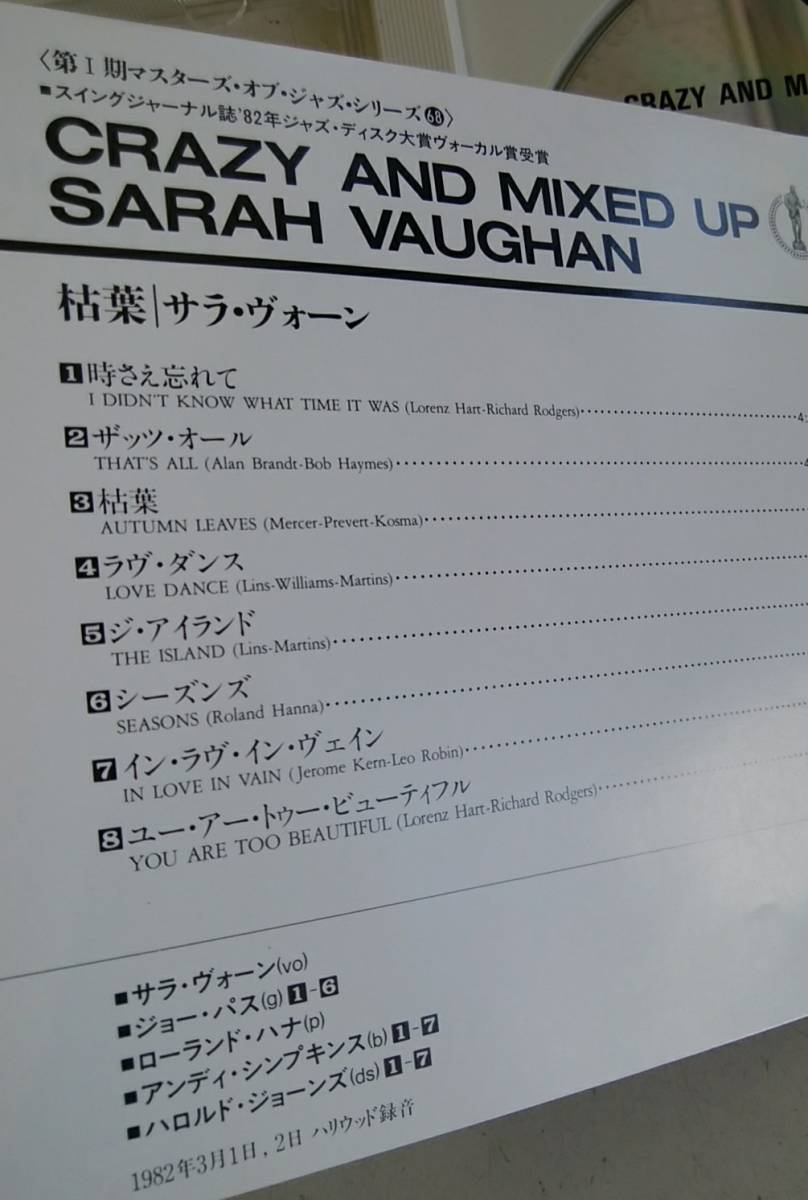 CRAZY AND M
〈第Ⅰ期マスターズ・オブ・ジャズ・シリーズ68〉
■スイングジャーナル誌'82年ジャズ・ディスク大賞ヴォーカル賞受賞
CRAZY AND MIXED UP
SARAH VAUGHAN
枯葉|サラ・ヴォーン
1 時さえ忘れて
I DIDN'T KNOW WHAT TIME IT WAS (Lorenz Hart-Richard Rodgers)
2 ザッツ・オール
THAT'S ALL (Alan Brandt-Bob Haymes)
3 枯葉
AUTUMN LEAVES (Mercer-Prevert-Kosma)
4 ラヴ・ダンス
LOVE DANCE (Lins-Williams-Martins)
5 ジ・アイランド
THE ISLAND (Lins-Martins)
6 シーズンズ
SEASONS (Roland Hanna)
7 イン・ラヴ・イン・ヴェイン
IN LOVE IN VAIN (Jerome Kern-Leo Robin)
8 ユー・アー・トゥー・ビューティフル
YOU ARE TOO BEAUTIFUL (Lorenz Hart-Richard Rodgers)
■サラ・ヴォーン(vo)
■ジョー・パス(g) 1-6
■ローランド・ハナ(p)
■アンディ・シンプキンス(b) 1-7
■ハロルド・ジョーンズ(ds) 1-7
1982年3月1日, 2日 ハリウッド録音